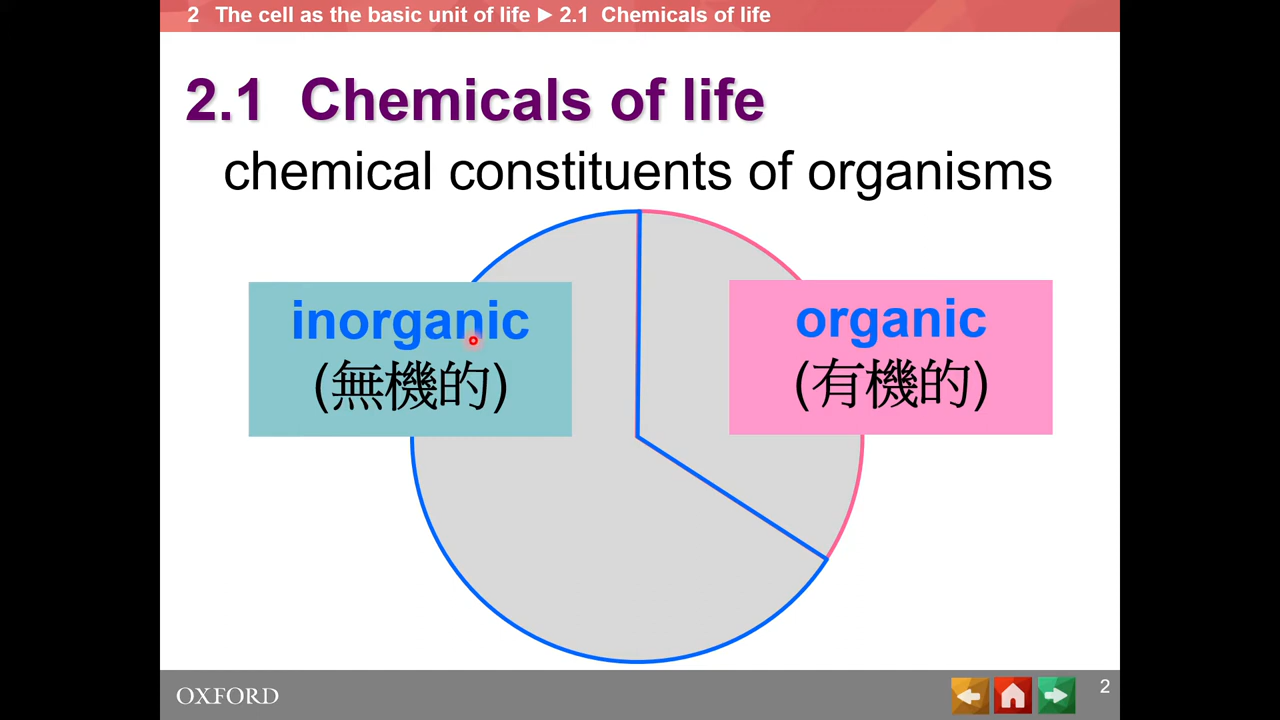 2 The cell as the basic unit of life ► 2.1 Chemicals of life
2.1 Chemicals of life
chemical constituents of organisms
inorganic
(無機的)
organic
(有機的)
OXFORD
2